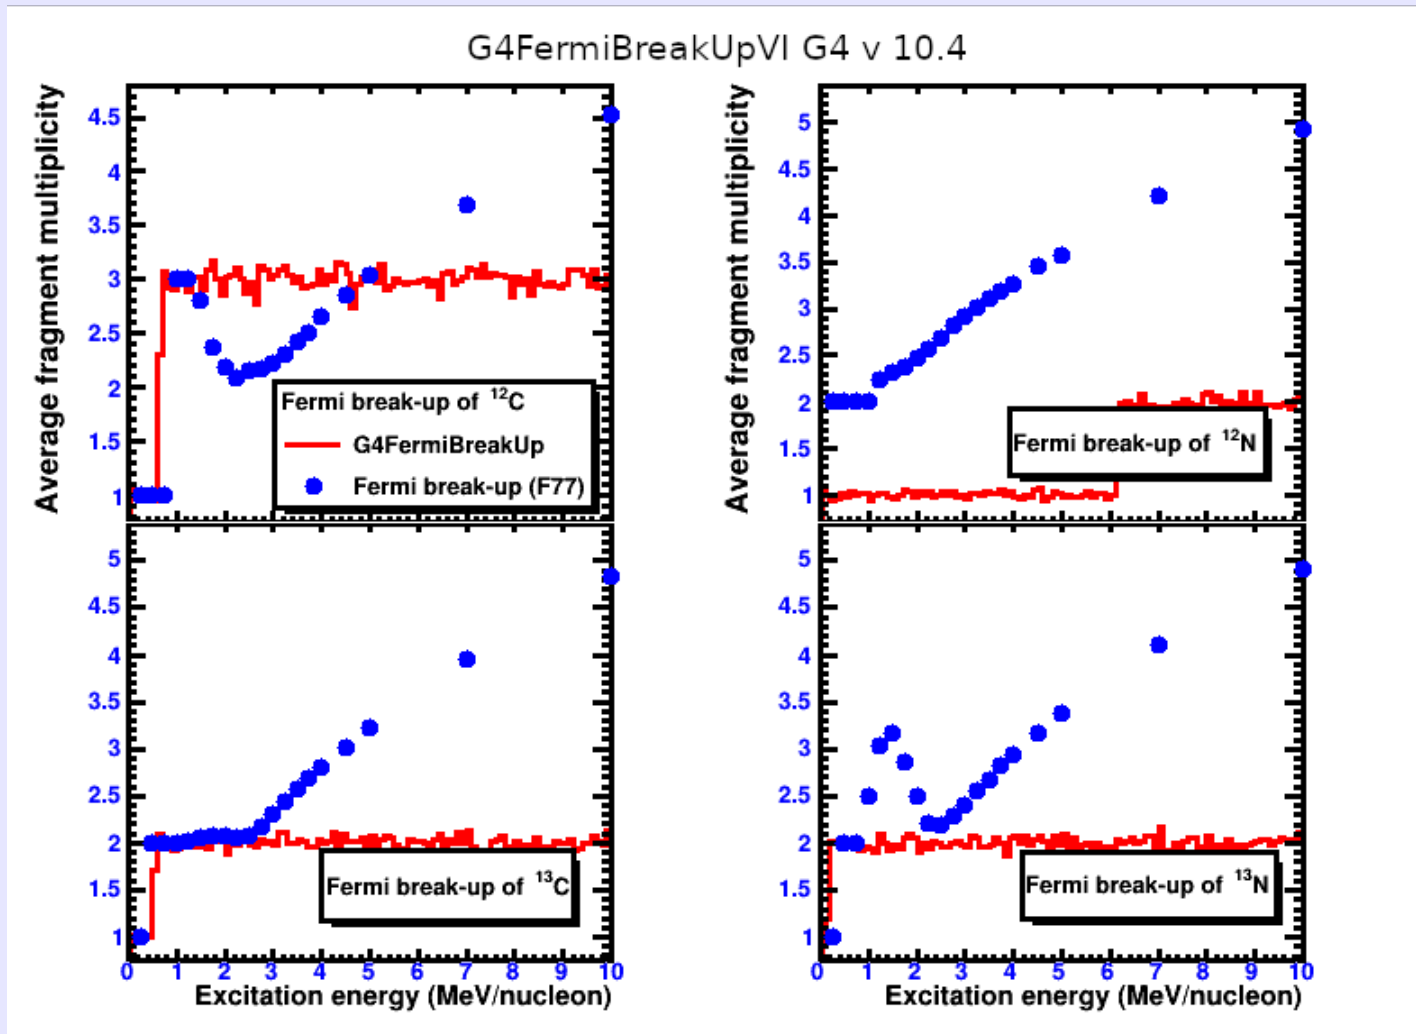 G4FermiBreakUpVI G4 v 10.4
Average fragment multiplicity
4.5
4
3.5
3
2.5
2
1.5
1
Fermi break-up of ¹²C
G4FermiBreakUp
Fermi break-up (F77)
Average fragment multiplicity
5
4.5
4
3.5
3
2.5
2
1.5
1
Fermi break-up of ¹²N
5
4.5
4
3.5
3
2.5
2
1.5
1
Fermi break-up of ¹³C
0 1 2 3 4 5 6 7 8 9 10
Excitation energy (MeV/nucleon)
5
4.5
4
3.5
3
2.5
2
1.5
1
Fermi break-up of ¹³N
0 1 2 3 4 5 6 7 8 9 10
Excitation energy (MeV/nucleon)